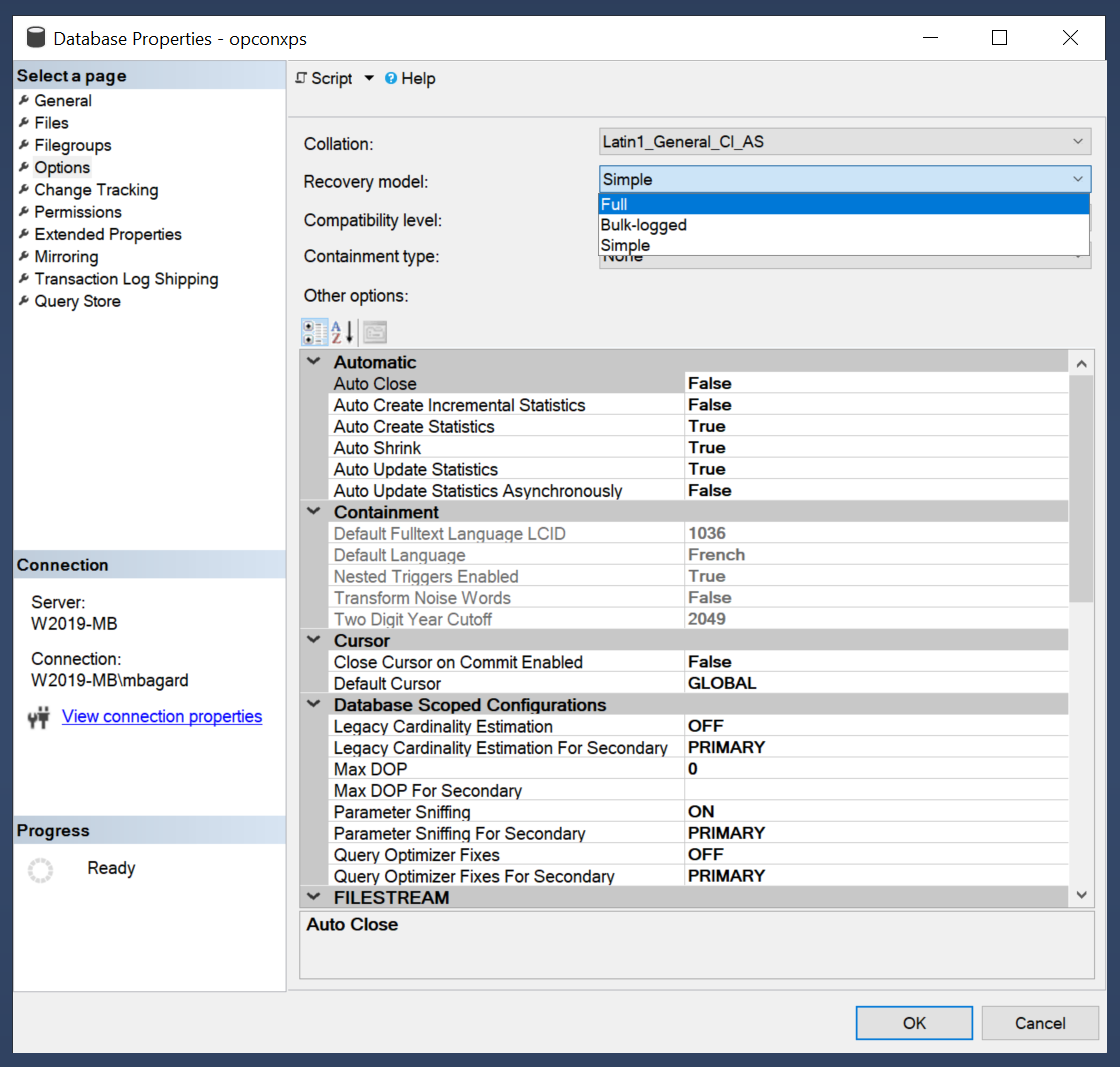 Database Properties - opconxps
Select a page
General
Files
Filegroups
Options
Change Tracking
Permissions
Extended Properties
Mirroring
Transaction Log Shipping
Query Store
Connection
Server:
W2019-MB
Connection:
W2019-MB\mbagard
View connection properties
Progress
Ready
Script Help
Collation: Latin1_General_CI_AS
Recovery model: Simple
Full
Bulk-logged
Simple
Compatibility level:
Containment type: None
Other options:
Automatic
Auto Close False
Auto Create Incremental Statistics False
Auto Create Statistics True
Auto Shrink True
Auto Update Statistics True
Auto Update Statistics Asynchronously False
Containment
Default Fulltext Language LCID 1036
Default Language French
Nested Triggers Enabled True
Transform Noise Words False
Two Digit Year Cutoff 2049
Cursor
Close Cursor on Commit Enabled False
Default Cursor GLOBAL
Database Scoped Configurations
Legacy Cardinality Estimation OFF
Legacy Cardinality Estimation For Secondary PRIMARY
Max DOP 0
Max DOP For Secondary
Parameter Sniffing ON
Parameter Sniffing For Secondary PRIMARY
Query Optimizer Fixes OFF
Query Optimizer Fixes For Secondary PRIMARY
FILESTREAM
Auto Close
OK Cancel